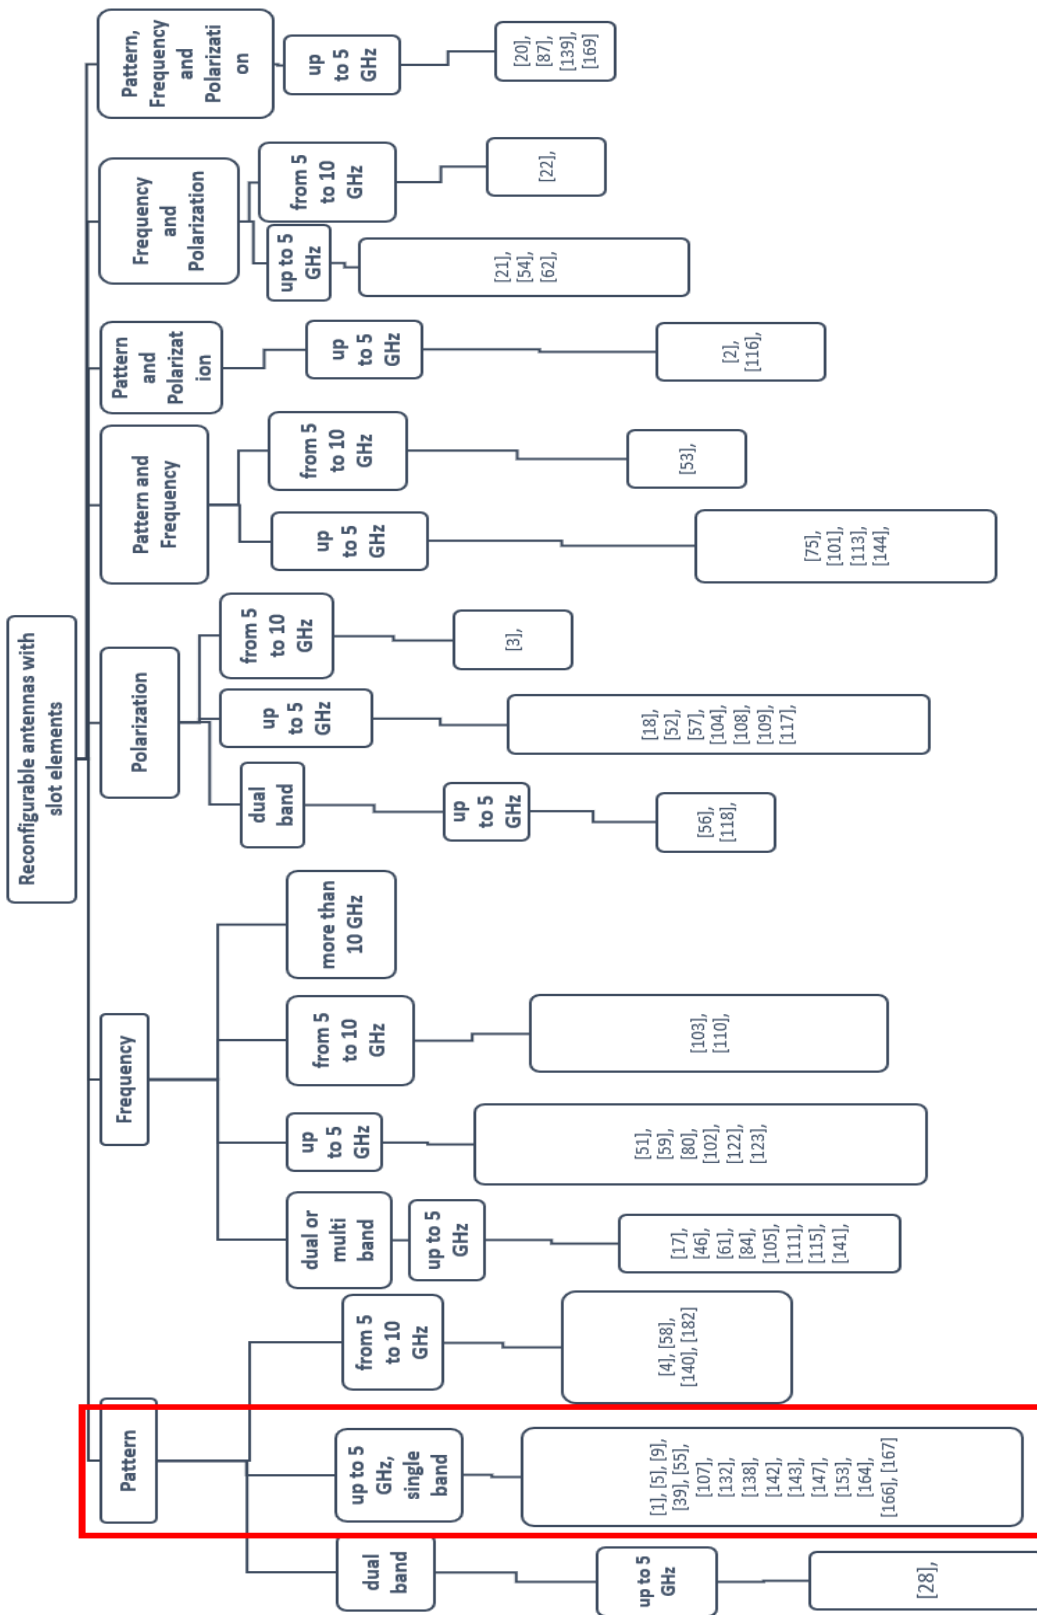 Reconfigurable antennas with
slot elements
Pattern
dual
band
up to 5
GHz
[28],
up to 5
GHz,
single
band
[1], [5], [9],
[39], [55],
[107],
[132],
[138],
[142],
[143],
[147],
[153],
[164],
[166], [167]
from 5
to 10
GHz
[4], [58],
[140], [182]
Frequency
dual or
multi
band
up to 5
GHz
[17],
[46],
[61],
[84],
[105],
[111],
[115],
[141],
up
to 5
GHz
[51],
[59],
[80],
[102],
[122],
[123],
from 5
to 10
GHz
[103],
[110],
more than
10 GHz
Polarization
dual
band
up
to 5
GHz
[56],
[118],
up
to 5
GHz
[18],
[52],
[57],
[104],
[108],
[109],
[117],
from 5
to 10
GHz
[3],
Pattern and
Frequency
up
to 5
GHz
[75],
[101],
[113],
[144],
from 5
to 10
GHz
[53],
Pattern
and
Polarizat
ion
up
to 5
GHz
[2],
[116],
Frequency
and
Polarization
up to 5
GHz
[21],
[54],
[62],
from 5
to 10
GHz
[22],
Pattern,
Frequency
and
Polarizati
on
up
to 5
GHz
[20],
[87],
[139],
[169]